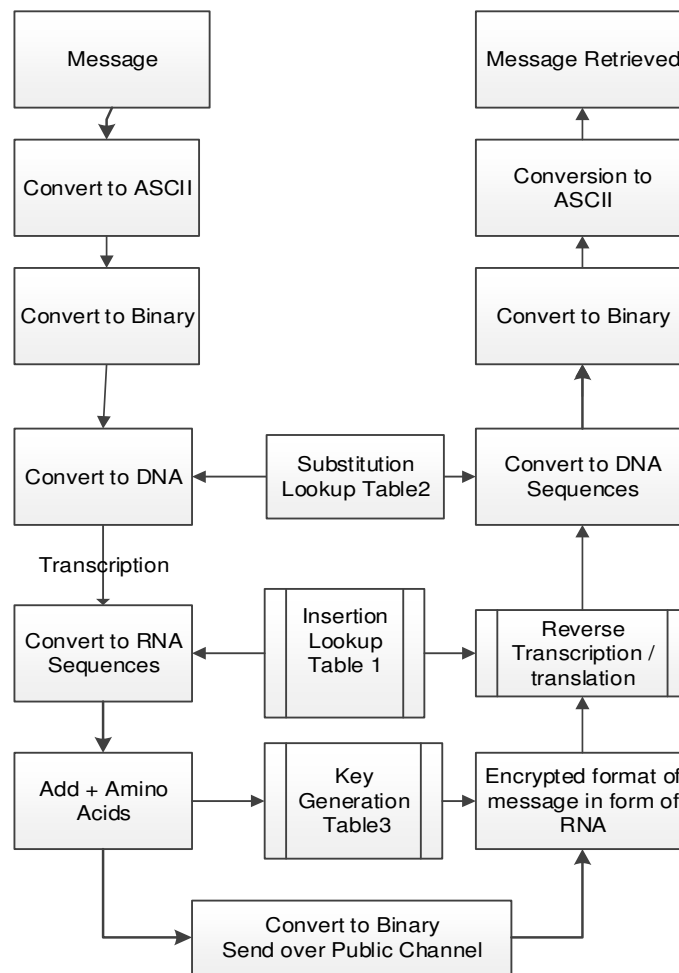 Message
Message Retrieved
Convert to ASCII
Conversion to
ASCII
Convert to Binary
Convert to Binary
Convert to DNA
Substitution
Lookup Table2
Convert to DNA
Sequences
Transcription
Convert to RNA
Sequences
Insertion
Lookup
Table 1
Reverse
Transcription /
translation
Add + Amino
Acids
Key
Generation
Table3
Encrypted format of
message in form of
RNA
Convert to Binary
Send over Public Channel